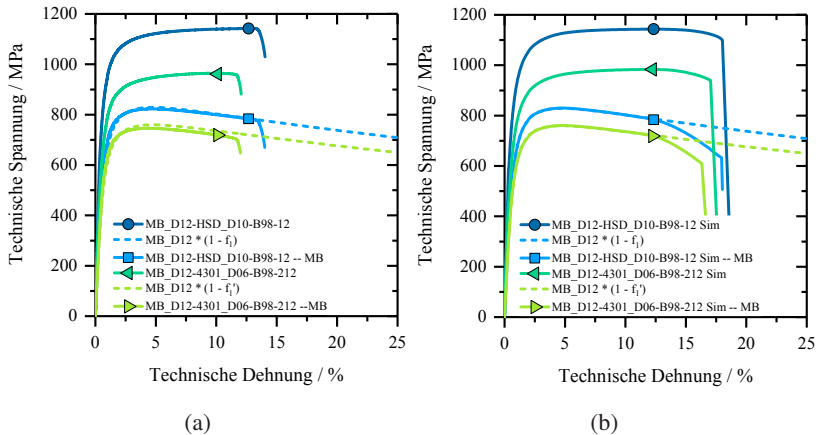 1200
1000
800
600
400
200
0
Technische Spannung / MPa
MB_D12-HSD_D10-B98-12
MB_D12 * (1 - f₁)
MB_D12-HSD_D10-B98-12 -- MB
MB_D12-4301_D06-B98-212
MB_D12 * (1 - f₁')
MB_D12-4301_D06-B98-212 --MB
0 5 10 15 20 25
Technische Dehnung / %
(a)
1200
1000
800
600
400
200
0
Technische Spannung / MPa
MB_D12-HSD_D10-B98-12 Sim
MB_D12 * (1 - f₁)
MB_D12-HSD_D10-B98-12 Sim -- MB
MB_D12-4301_D06-B98-212 Sim
MB_D12 * (1 - f₁')
MB_D12-4301_D06-B98-212 Sim -- MB
0 5 10 15 20 25
Technische Dehnung / %
(b)